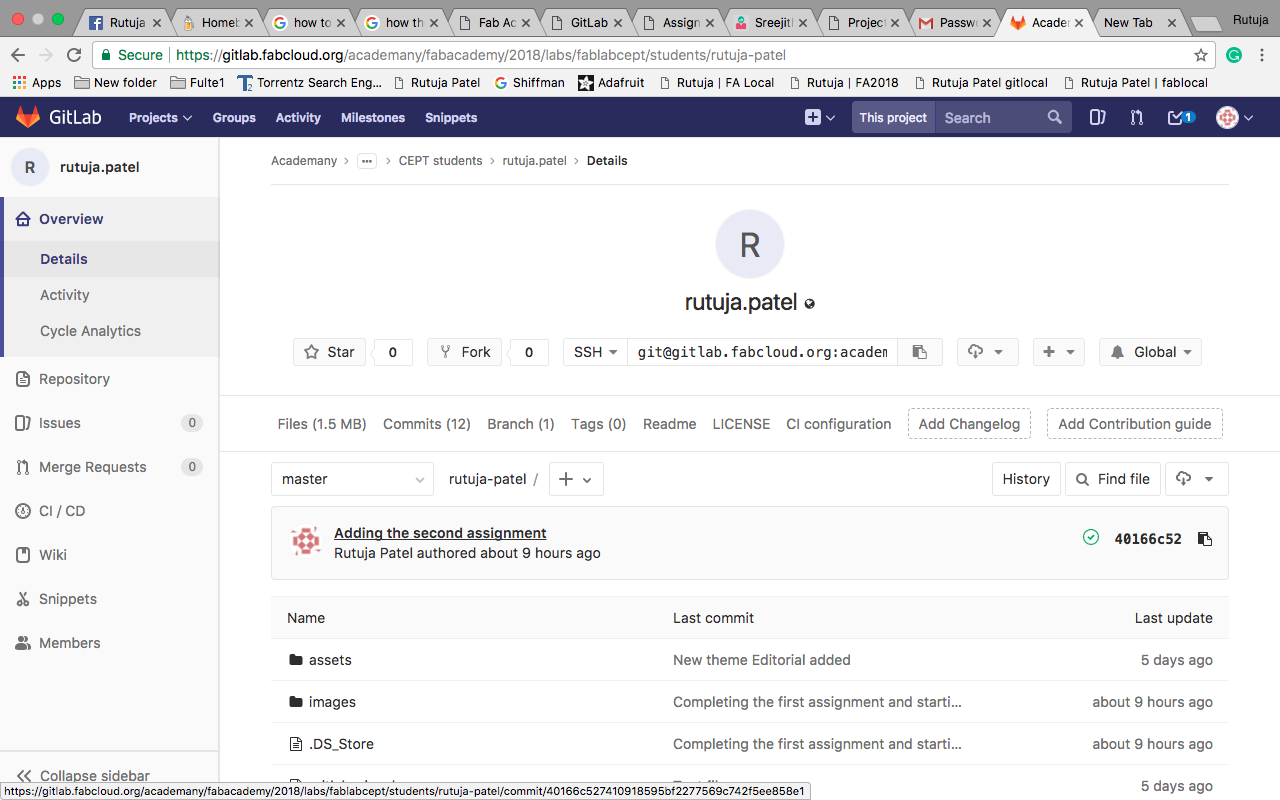 Rutuja Homeb how to how th Fab Ac GitLab Assign Sreejit Project Passwo Academ New Tab Rutuja
Secure https://gitlab.fabcloud.org/academany/fabacademy/2018/labs/fablabcept/students/rutuja-patel
Apps New folder Fulte1 Torrentz Search Eng... Rutuja Patel Shiffman Adafruit Rutuja | FA Local Rutuja | FA2018 Rutuja Patel gitlocal Rutuja Patel | fablocal
GitLab Projects Groups Activity Milestones Snippets This project Search 1
R rutuja.patel
Academany > ... > CEPT students > rutuja.patel > Details
Overview
Details
Activity
Cycle Analytics
Repository
Issues 0
Merge Requests 0
CI / CD
Wiki
Snippets
Members
Collapse sidebar
R
rutuja.patel
Star 0 Fork 0 SSH git@gitlab.fabcloud.org:academ Global
Files (1.5 MB) Commits (12) Branch (1) Tags (0) Readme LICENSE CI configuration Add Changelog Add Contribution guide
master rutuja-patel / + History Find file
Adding the second assignment
Rutuja Patel authored about 9 hours ago
40166c52
Name Last commit Last update
assets New theme Editorial added 5 days ago
images Completing the first assignment and starti... about 9 hours ago
.DS_Store Completing the first assignment and starti... about 9 hours ago
5 days ago
https://gitlab.fabcloud.org/academany/fabacademy/2018/labs/fablabcept/students/rutuja-patel/commit/40166c527410918595bf2277569c742f5ee858e1